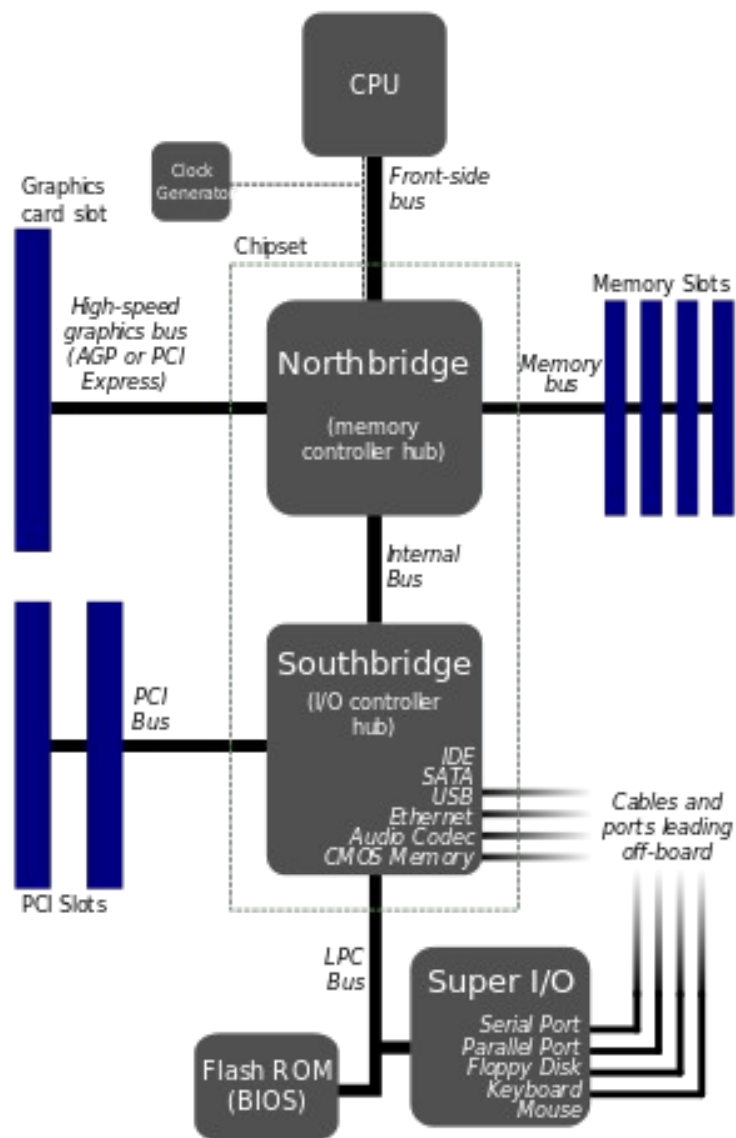 CPU
Clock
Generator
Front-side
bus
Graphics
card slot
Chipset
High-speed
graphics bus
(AGP or PCI
Express)
Northbridge
(memory
controller hub)
Memory
bus
Memory Slots
Internal
Bus
Southbridge
(I/O controller
hub)
IDE
SATA
USB
Ethernet
Audio Codec
CMOS Memory
PCI
Bus
PCI Slots
Cables and
ports leading
off-board
LPC
Bus
Super I/O
Serial Port
Parallel Port
Floppy Disk
Keyboard
Mouse
Flash ROM
(BIOS)